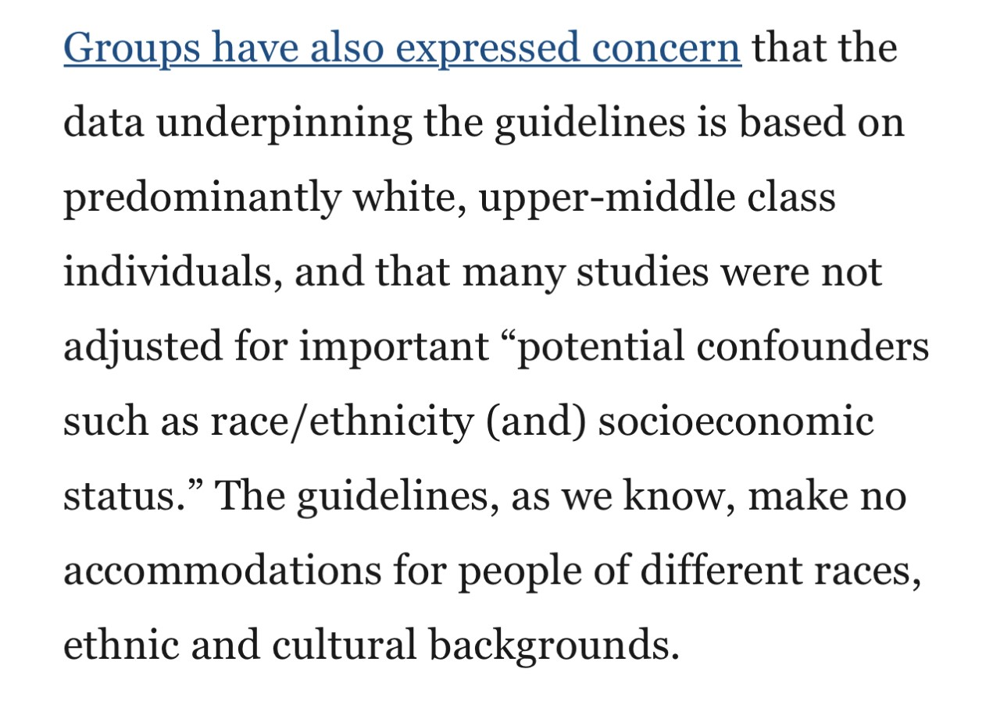 Groups have also expressed concern that the
data underpinning the guidelines is based on
predominantly white, upper-middle class
individuals, and that many studies were not
adjusted for important “potential confounders
such as race/ethnicity (and) socioeconomic
status.” The guidelines, as we know, make no
accommodations for people of different races,
ethnic and cultural backgrounds.